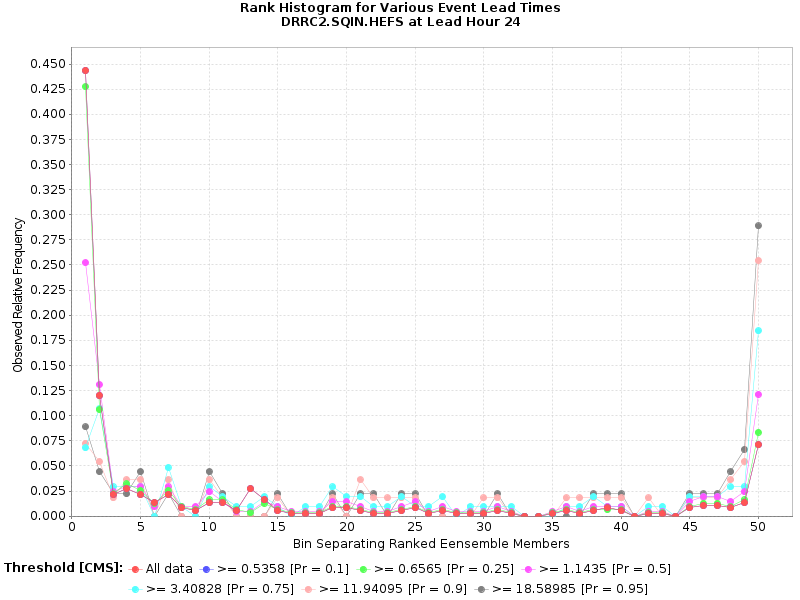 Rank Histogram for Various Event Lead Times
DRRC2.SQIN.HEFS at Lead Hour 24
0.450
0.425
0.400
0.375
0.350
0.325
0.300
0.275
0.250
0.225
0.200
0.175
0.150
0.125
0.100
0.075
0.050
0.025
0.000
Observed Relative Frequency
0 5 10 15 20 25 30 35 40 45 50
Bin Separating Ranked Eensemble Members
Threshold [CMS]: All data >= 0.5358 [Pr = 0.1] >= 0.6565 [Pr = 0.25] >= 1.1435 [Pr = 0.5]
>= 3.40828 [Pr = 0.75] >= 11.94095 [Pr = 0.9] >= 18.58985 [Pr = 0.95]